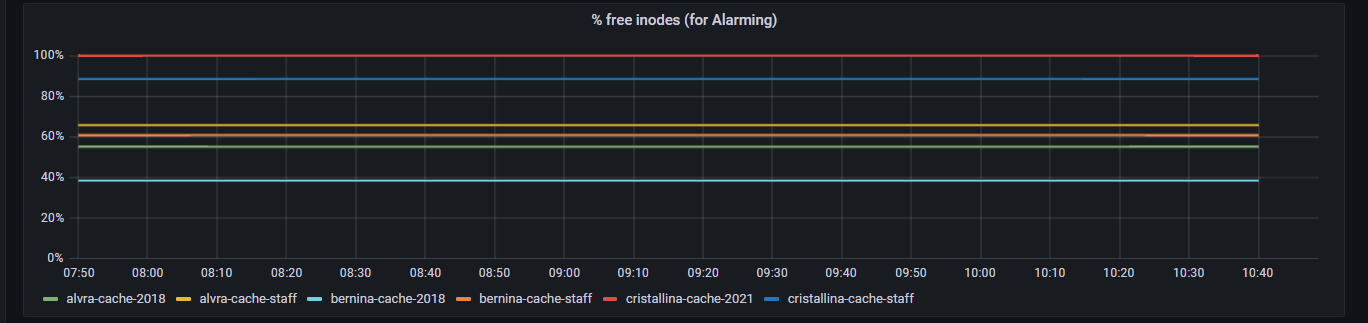 % free inodes (for Alarming)
100%
80%
60%
40%
20%
0%
07:50 08:00 08:10 08:20 08:30 08:40 08:50 09:00 09:10 09:20 09:30 09:40 09:50 10:00 10:10 10:20 10:30 10:40
alvra-cache-2018 alvra-cache-staff bernina-cache-2018 bernina-cache-staff cristallina-cache-2021 cristallina-cache-staff